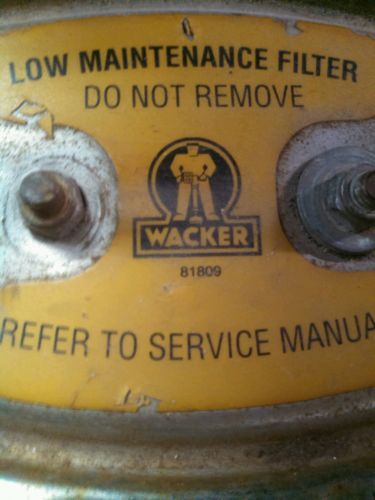 LOW MAINTENANCE FILTER
DO NOT REMOVE
WACKER
81809
REFER TO SERVICE MANUA